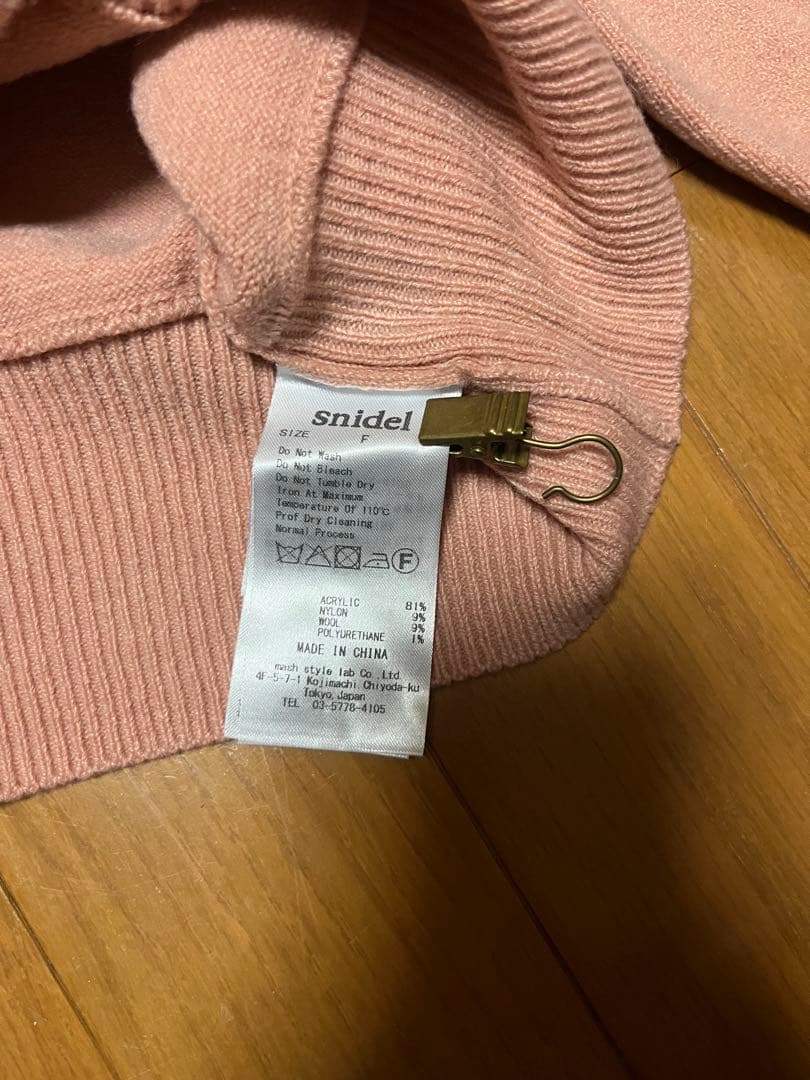 snidel
SIZE F
Do Not Wash
Do Not Bleach
Do Not Tumble Dry
Iron At Maximum
Temperature Of 110℃
Prof Dry Cleaning
Normal Process
F
ACRYLIC 81%
NYLON 9%
WOOL 9%
POLYURETHANE 1%
MADE IN CHINA
mash style lab Co.,Ltd.
4F-5-7-1 Kojimachi Chiyoda-ku
Tokyo,Japan
TEL 03-5778-4105